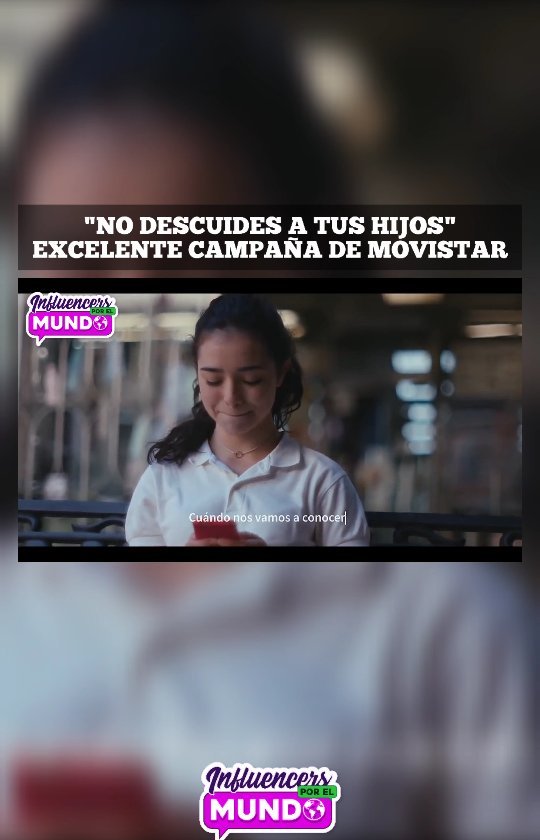 "NO DESCUIDES A TUS HIJOS"
EXCELENTE CAMPAÑA DE MOVISTAR
Influencers
POR EL
MUNDO
Cuándo nos vamos a conocer
Influencers
POR EL
MUNDO